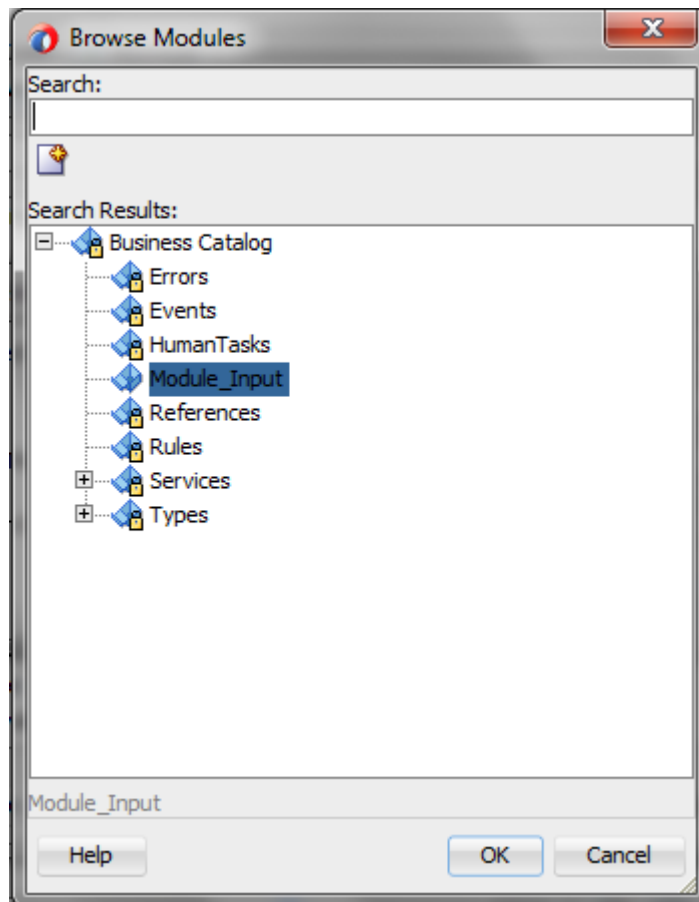 Browse Modules
Search:
Search Results:
Business Catalog
Errors
Events
HumanTasks
Module_Input
References
Rules
Services
Types
Module_Input
Help
OK
Cancel